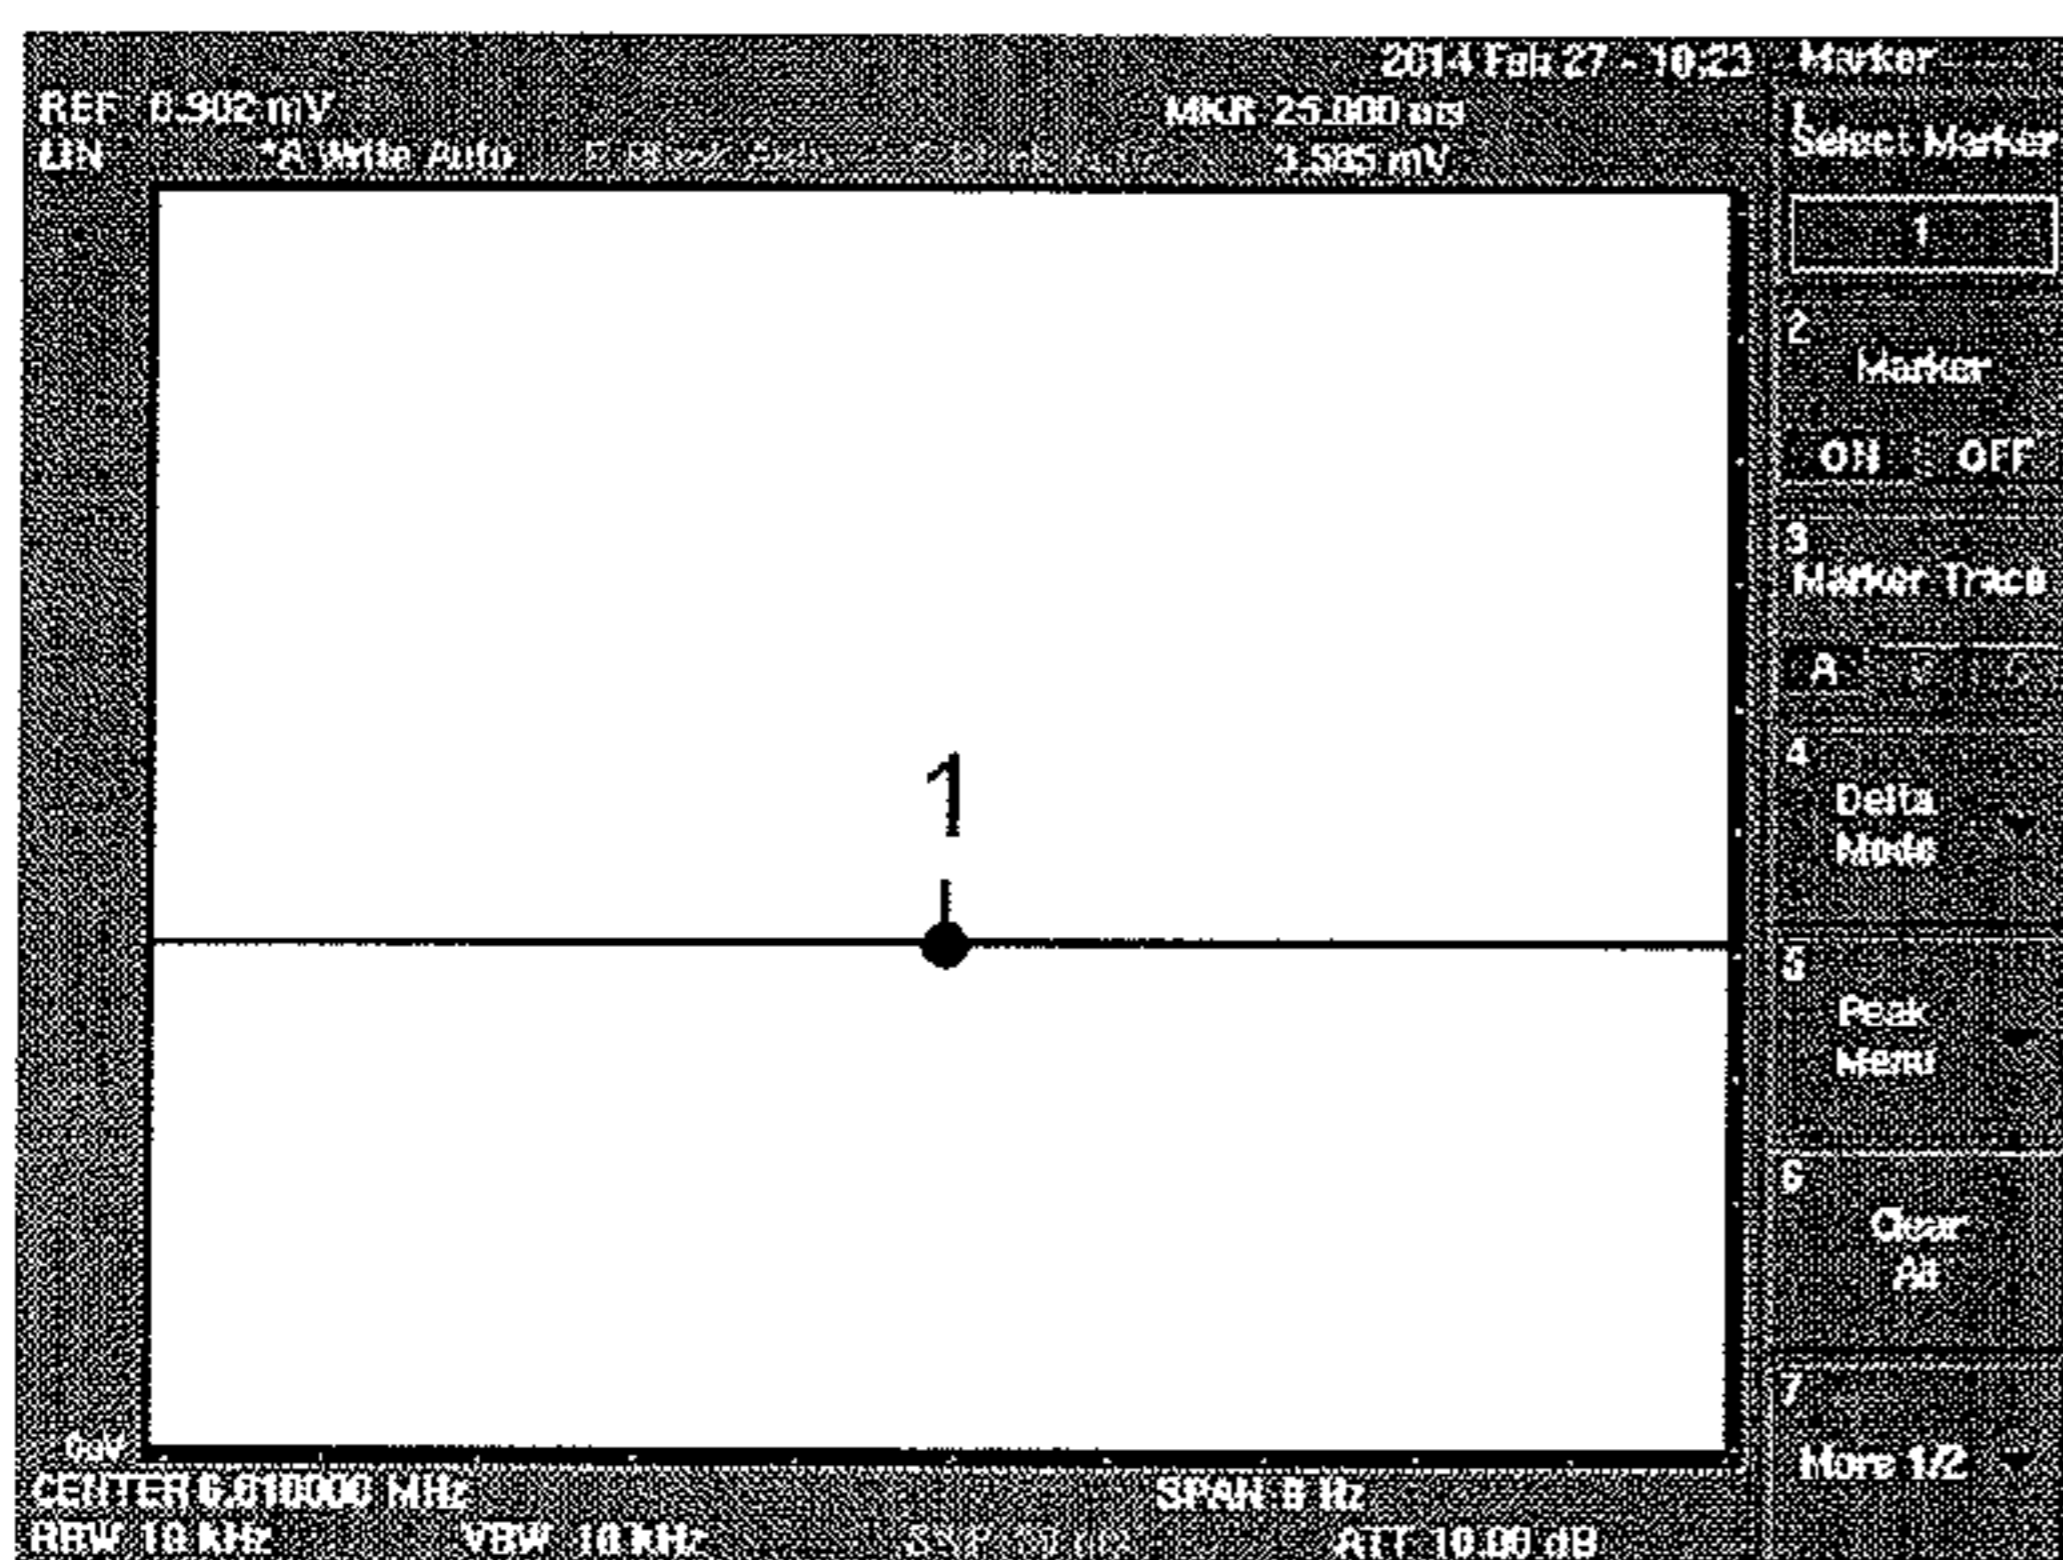 2014 Feb 27 - 10:23
REF 8.902 mV
MKR 25.000 ms
LIN *A Write Auto
3.585 mV
1
0uV
CENTER 6.010000 MHz
SPAN 0 Hz
RBW 10 kHz VBW 10 kHz
ATT 10.00 dB
Marker
1
Select Marker
1
2
Marker
ON OFF
3
Marker Trace
A
4
Delta
Mode
5
Peak
Menu
6
Clear
All
7
More 1/2